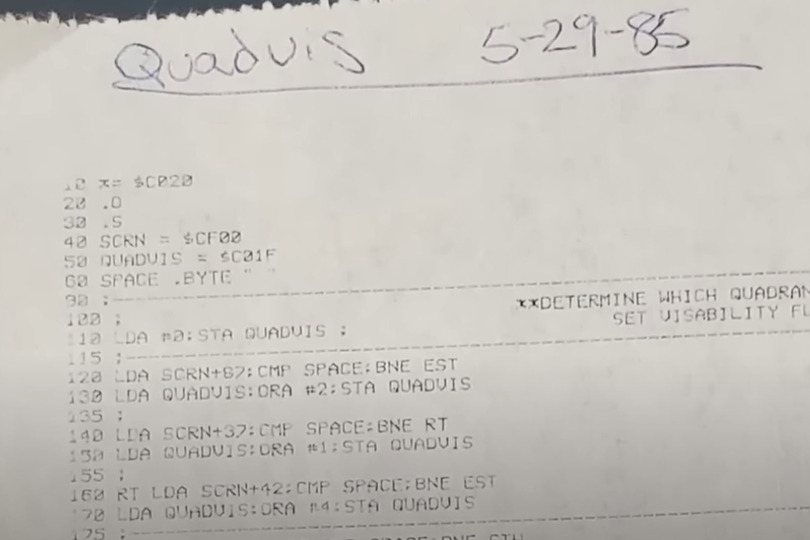 Quadvis 5-29-85
10 *= $C020
20 .O
30 .S
40 SCRN = $CF00
50 QUADVIS = $C01F
60 SPACE .BYTE " "
90 ;----------
100 ; **DETERMINE WHICH QUADRAN
110 LDA #0:STA QUADVIS ; SET VISABILITY FL
115 ;----------
120 LDA SCRN+87:CMP SPACE:BNE EST
130 LDA QUADVIS:ORA #2:STA QUADVIS
135 ;
140 LDA SCRN+37:CMP SPACE:BNE RT
150 LDA QUADVIS:ORA #1:STA QUADVIS
155 ;
160 RT LDA SCRN+42:CMP SPACE:BNE EST
170 LDA QUADVIS:ORA #4:STA QUADVIS
175 ;----------